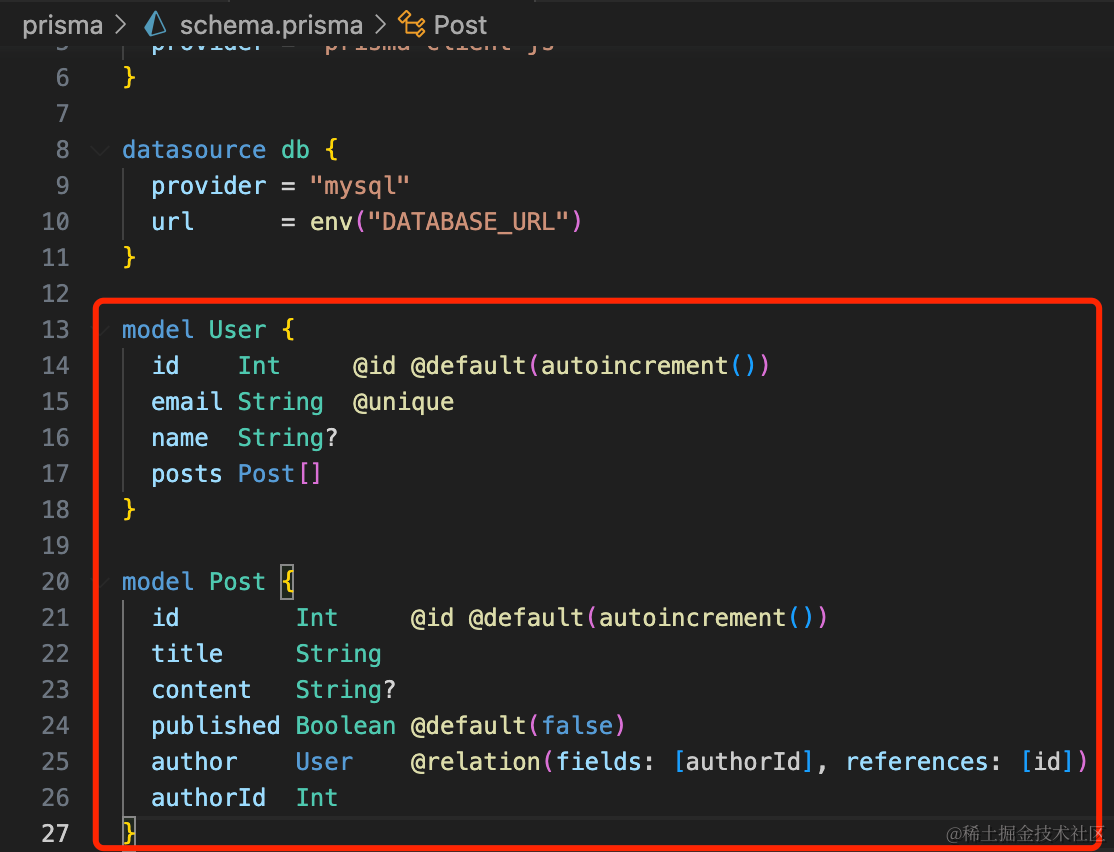 prisma > schema.prisma > Post
5 provider = "prisma-client-js"
6 }
7
8 datasource db {
9 provider = "mysql"
10 url      = env("DATABASE_URL")
11 }
12
13 model User {
14 id    Int     @id @default(autoincrement())
15 email String  @unique
16 name  String?
17 posts Post[]
18 }
19
20 model Post {
21 id        Int     @id @default(autoincrement())
22 title     String
23 content   String?
24 published Boolean @default(false)
25 author    User    @relation(fields: [authorId], references: [id])
26 authorId  Int
27 }
@稀土掘金技术社区